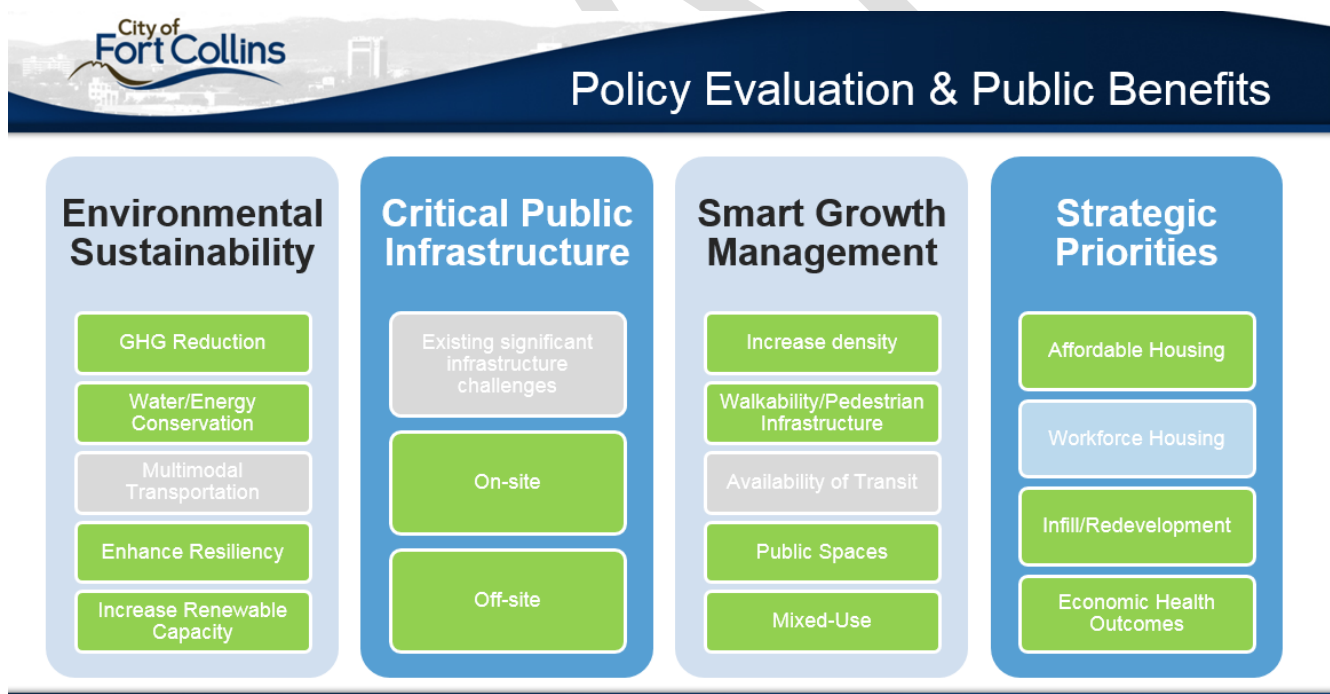 City of
Fort Collins
Policy Evaluation & Public Benefits
Environmental
Sustainability
GHG Reduction
Water/Energy
Conservation
Multimodal
Transportation
Enhance Resiliency
Increase Renewable
Capacity
Critical Public
Infrastructure
Existing significant
infrastructure
challenges
On-site
Off-site
Smart Growth
Management
Increase density
Walkability/Pedestrian
Infrastructure
Availability of Transit
Public Spaces
Mixed-Use
Strategic
Priorities
Affordable Housing
Workforce Housing
Infill/Redevelopment
Economic Health
Outcomes